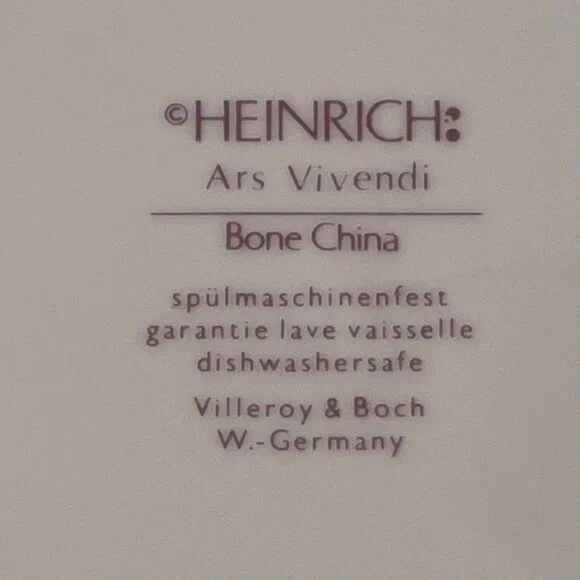 ©HEINRICH:
Ars Vivendi
Bone China
spülmaschinenfest
garantie lave vaisselle
dishwashersafe
Villeroy & Boch
W.-Germany